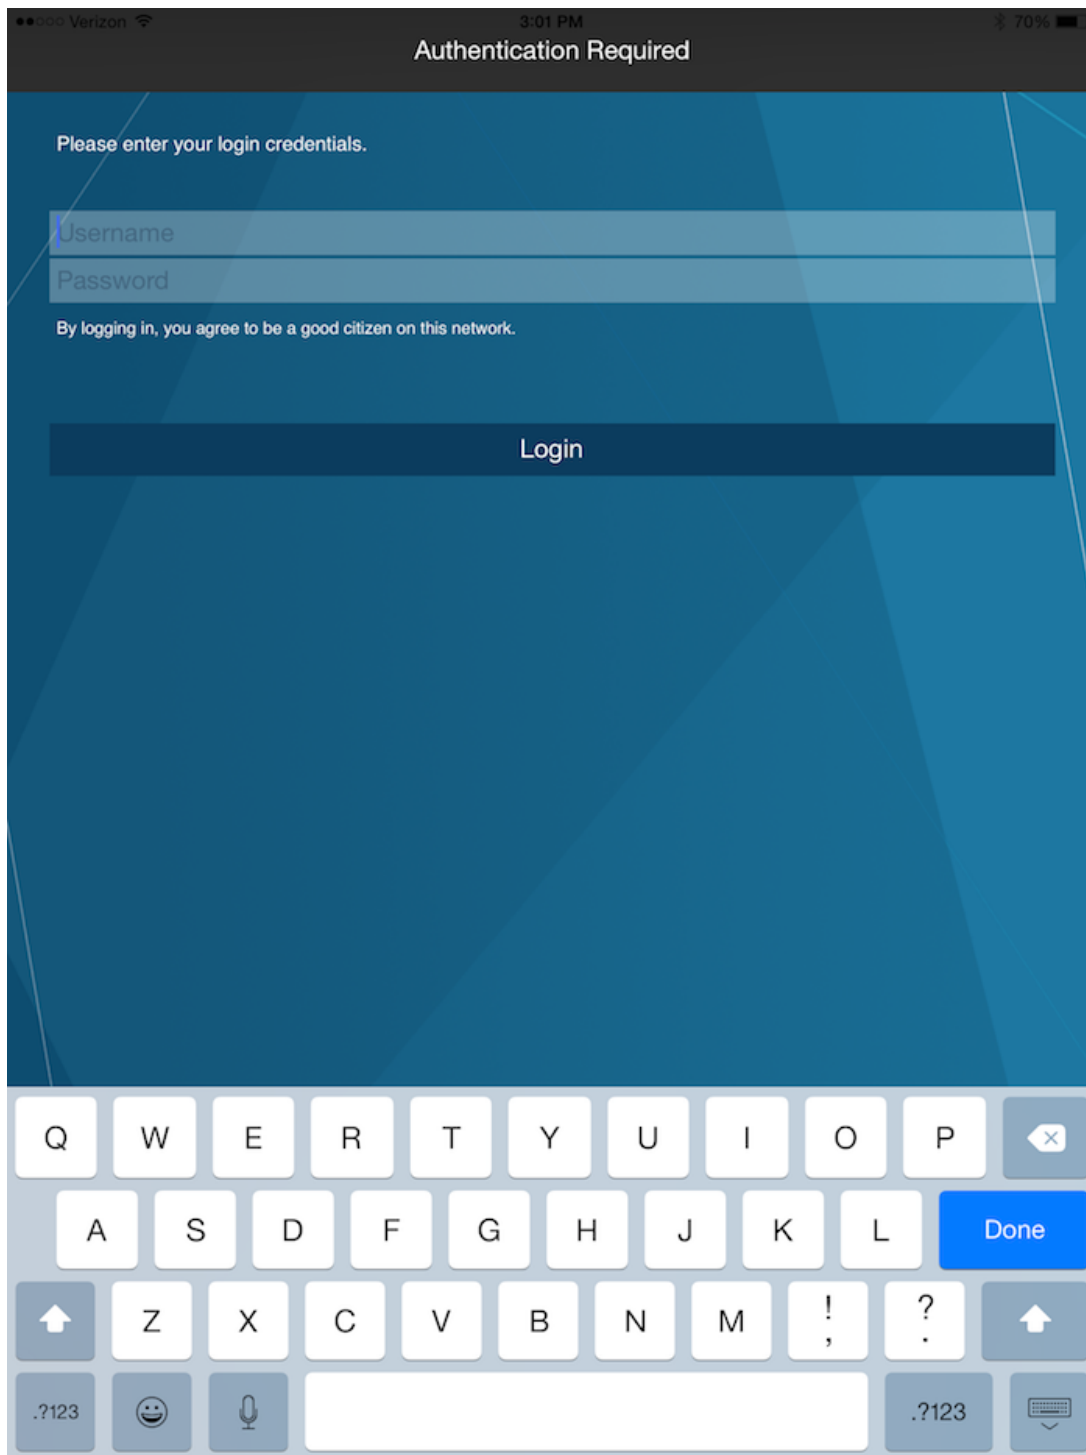 Verizon 3:01 PM 70%
Authentication Required
Please enter your login credentials.
Username
Password
By logging in, you agree to be a good citizen on this network.
Login
Q W E R T Y U I O P
A S D F G H J K L Done
Z X C V B N M ! , ? .
.?123 .?123